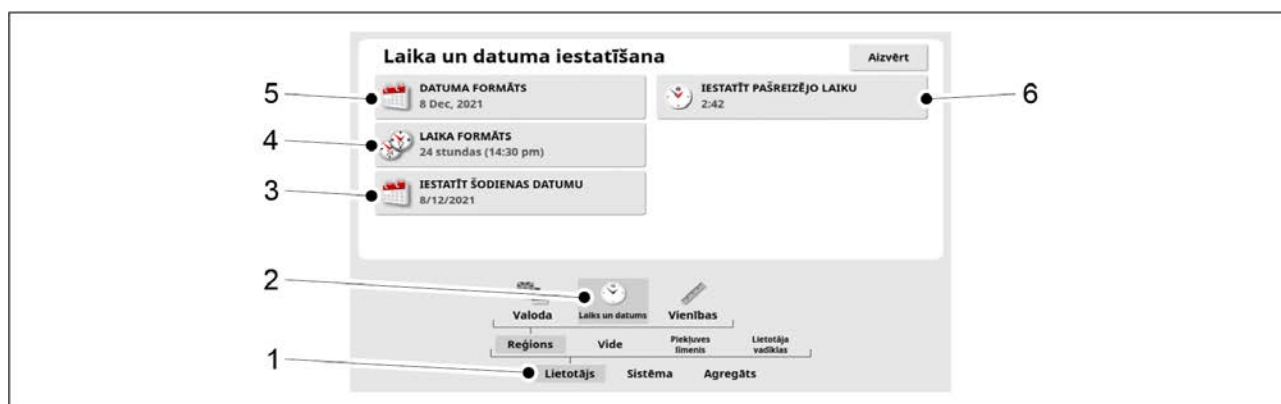 Laika un datuma iestatīšana
Aizvērt
5
DATUMA FORMĀTS
8 Dec, 2021
IESTATĪT PAŠREIZĒJO LAIKU
2:42
6
4
LAIKA FORMĀTS
24 stundas (14:30 pm)
3
IESTATĪT ŠODIENAS DATUMU
8/12/2021
2
Valoda
Laiks un datums
Vienības
Reģions
Vide
Piekļuves
līmenis
Lietotāja
vadīklas
1
Lietotājs
Sistēma
Agregāts